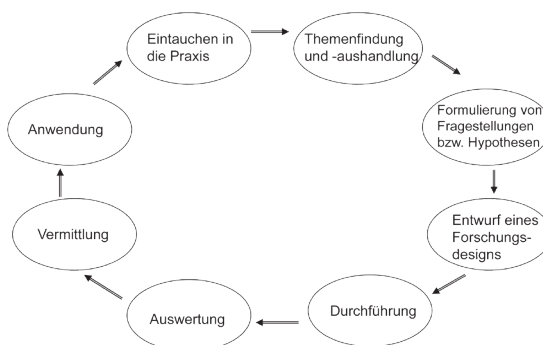 Eintauchen in
die Praxis
Themenfindung
und -aushandlung
Formulierung von
Fragestellungen
bzw. Hypothesen
Entwurf eines
Forschungs-
designs
Durchführung
Auswertung
Vermittlung
Anwendung